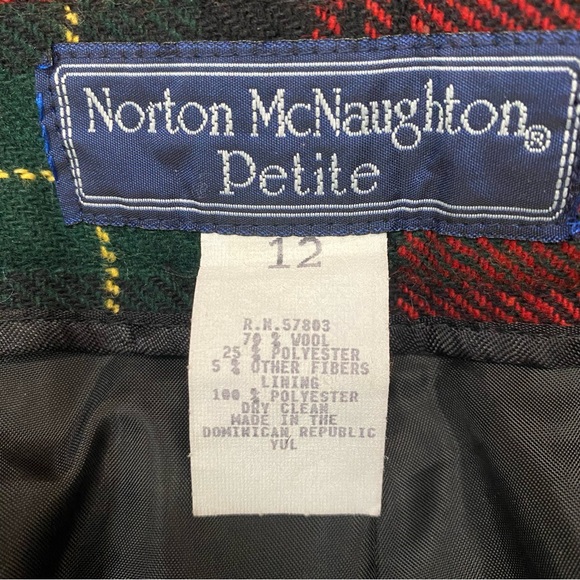 Norton McNaughton®
Petite
12
R.N.57803
70 % WOOL
25 % POLYESTER
5 % OTHER FIBERS
LINING
100 % POLYESTER
DRY CLEAN
MADE IN THE
DOMINICAN REPUBLIC
YUL